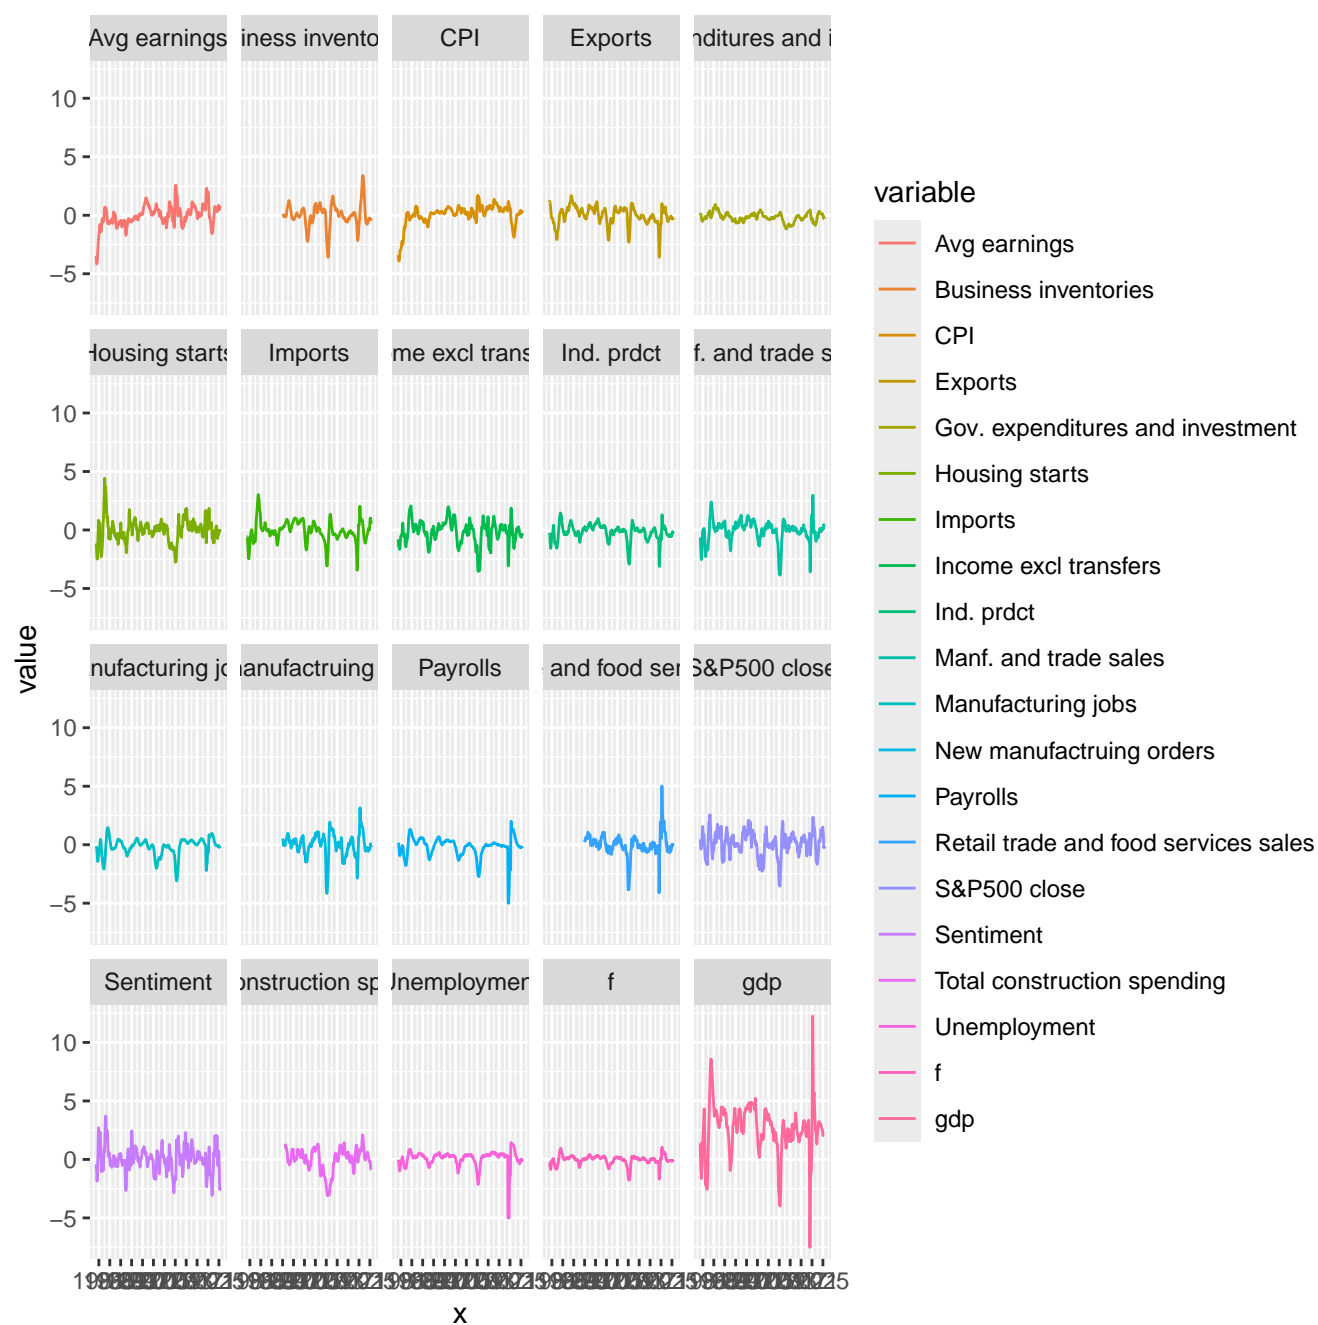 Avg earnings
iness invento
CPI
Exports
nditures and i
10
5
0
−5
Housing starts
Imports
me excl trans
Ind. prdct
f. and trade s
10
5
0
−5
nufacturing jo
anufactruing
Payrolls
and food ser
S&P500 close
10
5
0
−5
Sentiment
onstruction sp
Unemploymen
f
gdp
10
5
0
−5
value
x
variable
Avg earnings
Business inventories
CPI
Exports
Gov. expenditures and investment
Housing starts
Imports
Income excl transfers
Ind. prdct
Manf. and trade sales
Manufacturing jobs
New manufactruing orders
Payrolls
Retail trade and food services sales
S&P500 close
Sentiment
Total construction spending
Unemployment
f
gdp